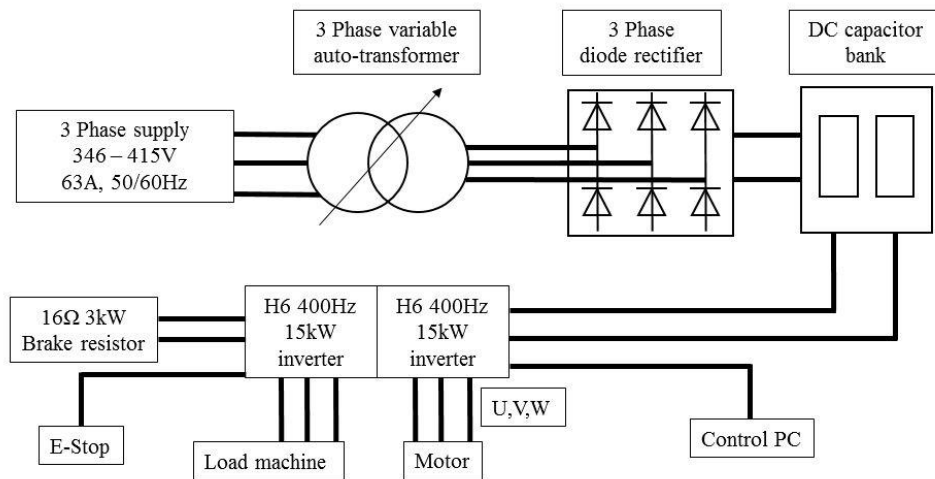 3 Phase variable
auto-transformer
3 Phase
diode rectifier
DC capacitor
bank
3 Phase supply
346 – 415V
63A, 50/60Hz
16Ω 3kW
Brake resistor
H6 400Hz
15kW
inverter
H6 400Hz
15kW
inverter
U,V,W
E-Stop
Load machine
Motor
Control PC